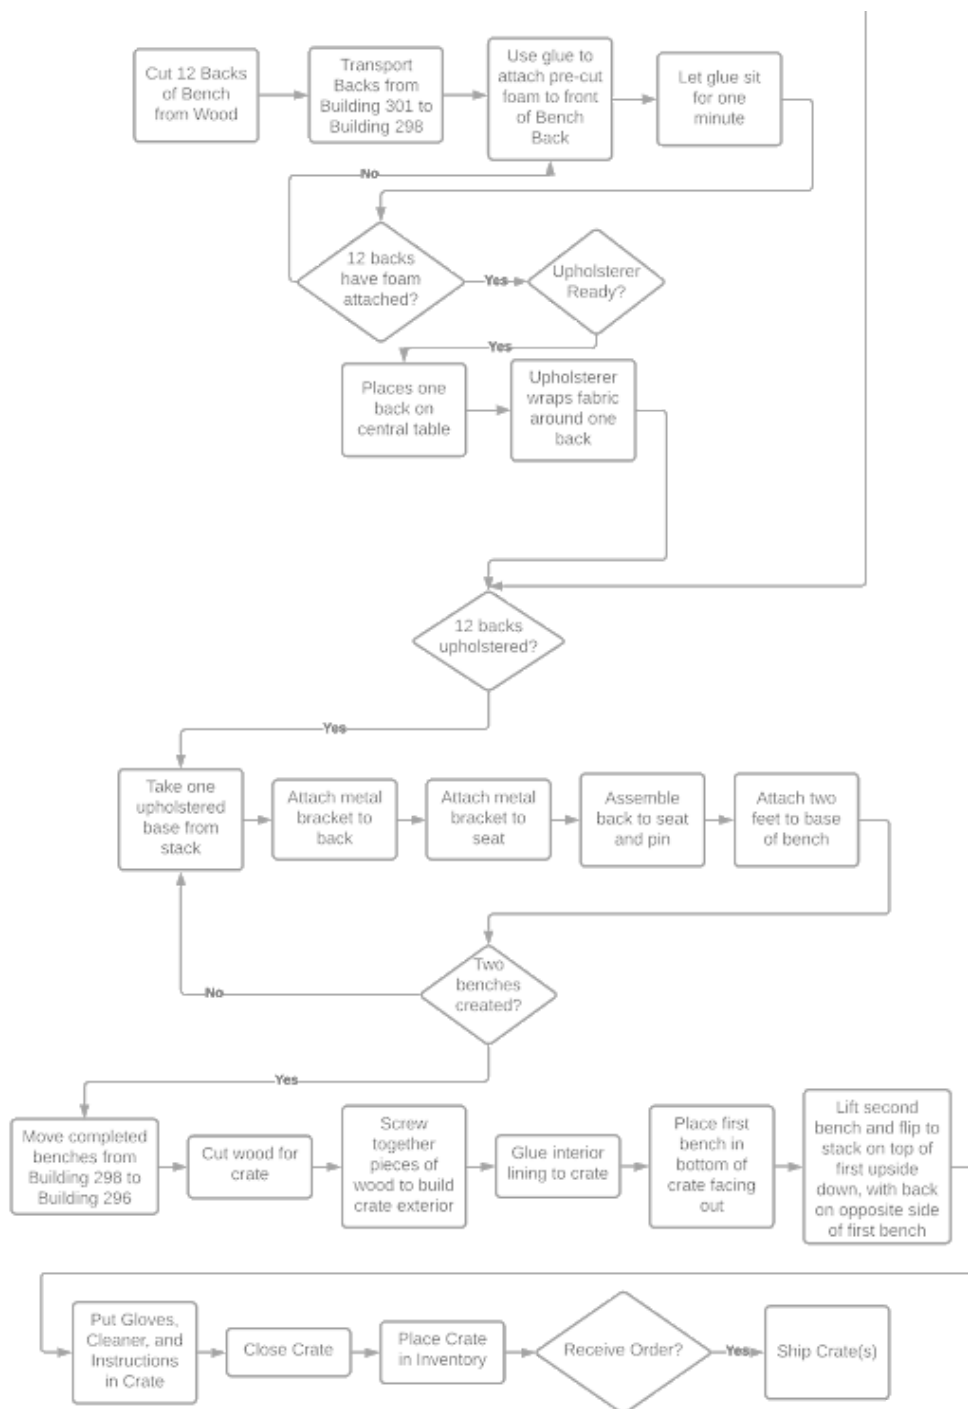 Cut 12 Backs
of Bench
from Wood
Transport
Backs from
Building 301 to
Building 298
Use glue to
attach pre-cut
foam to front
of Bench
Back
Let glue sit
for one
minute
No
12 backs
have foam
attached?
Yes
Upholsterer
Ready?
Yes
Places one
back on
central table
Upholsterer
wraps fabric
around one
back
12 backs
upholstered?
Yes
Take one
upholstered
base from
stack
Attach metal
bracket to
back
Attach metal
bracket to
seat
Assemble
back to seat
and pin
Attach two
feet to base
of bench
Two
benches
created?
No
Yes
Move completed
benches from
Building 298 to
Building 296
Cut wood for
crate
Screw
together
pieces of
wood to build
crate exterior
Glue interior
lining to crate
Place first
bench in
bottom of
crate facing
out
Lift second
bench and flip to
stack on top of
first upside
down, with back
on opposite side
of first bench
Put Gloves,
Cleaner, and
Instructions
in Crate
Close Crate
Place Crate
in Inventory
Receive Order?
Yes
Ship Crate(s)